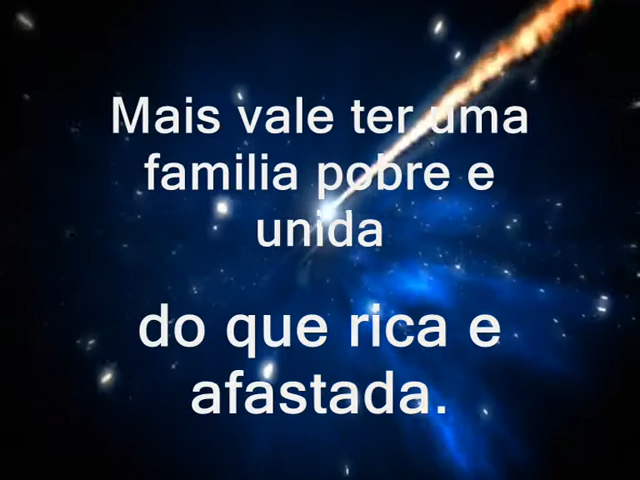 Mais vale ter uma
familia pobre e
unida
do que rica e
afastada.